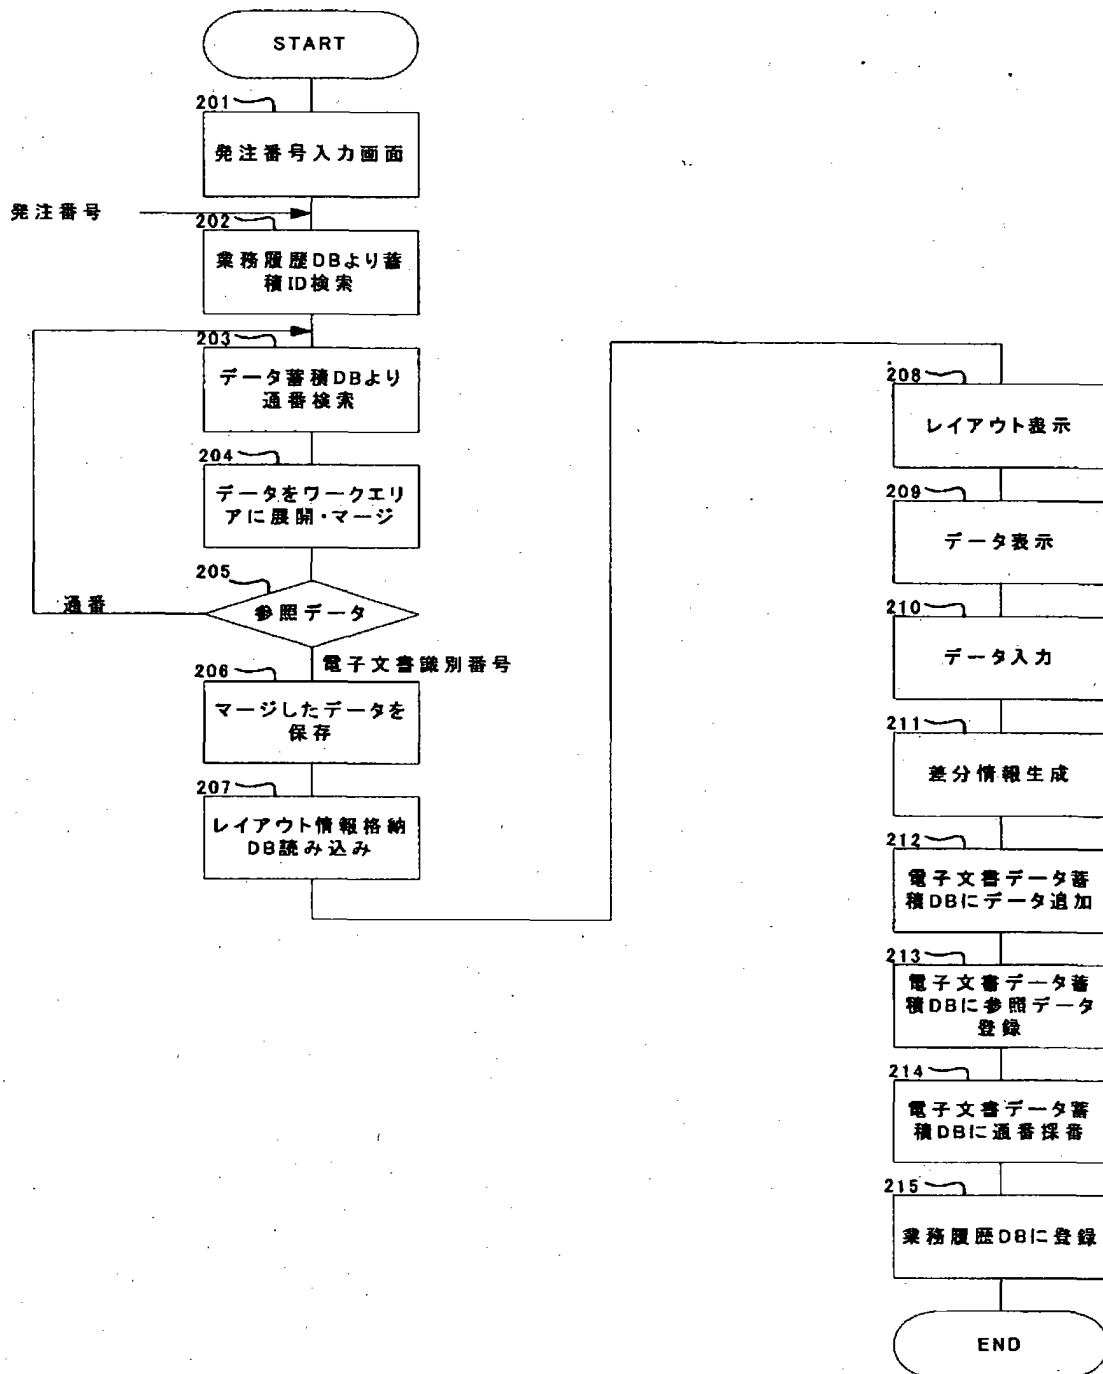 START
201
発注番号入力画面
発注番号
202
業務履歴DBより蓄
積ID検索
203
データ蓄積DBより
通番検索
204
データをワークエリ
アに展開・マージ
205
参照データ
通番
電子文書識別番号
206
マージしたデータを
保存
207
レイアウト情報格納
DB読み込み
208
レイアウト表示
209
データ表示
210
データ入力
211
差分情報生成
212
電子文書データ蓄
積DBにデータ追加
213
電子文書データ蓄
積DBに参照データ
登録
214
電子文書データ蓄
積DBに通番採番
215
業務履歴DBに登録
END